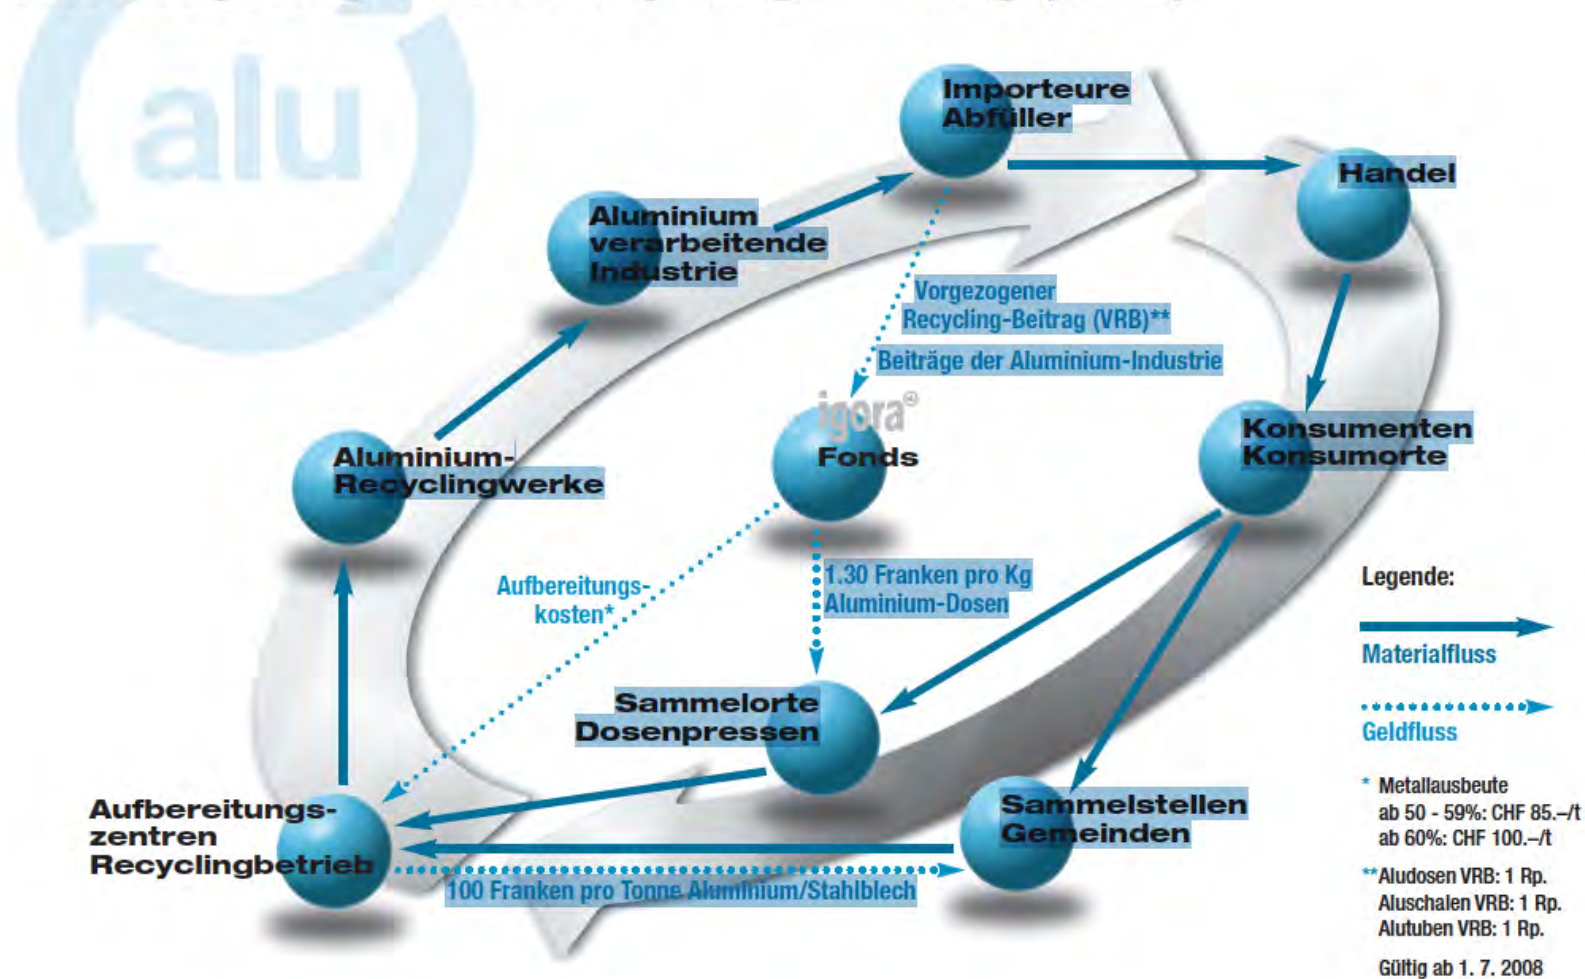 alu
Importeure
Abfüller
Handel
Aluminium
verarbeitende
Industrie
Vorgezogener
Recycling-Beitrag (VRB)**
Beiträge der Aluminium-Industrie
igora®
Fonds
Konsumenten
Konsumorte
Aluminium-
Recyclingwerke
Aufbereitungs-
kosten*
1.30 Franken pro Kg
Aluminium-Dosen
Sammelorte
Dosenpressen
Sammelstellen
Gemeinden
Aufbereitungs-
zentren
Recyclingbetrieb
100 Franken pro Tonne Aluminium/Stahlblech
Legende:
Materialfluss
Geldfluss
* Metallausbeute
ab 50 - 59%: CHF 85.–/t
ab 60%: CHF 100.–/t
**Aludosen VRB: 1 Rp.
Aluschalen VRB: 1 Rp.
Alutuben VRB: 1 Rp.
Gültig ab 1. 7. 2008